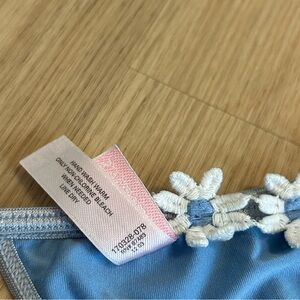 HAND WASH WARM
ONLY NON-CHLORINE BLEACH
WHEN NEEDED
LINE DRY
170328-078